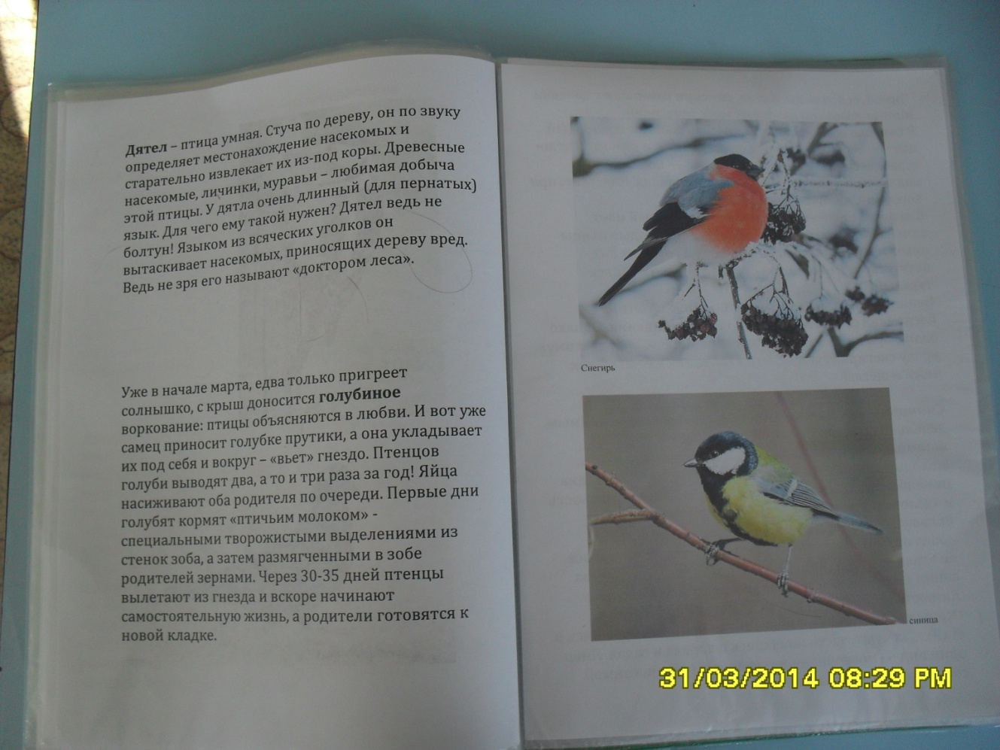 Дятел – птица умная. Стуча по дереву, он по звуку
определяет местонахождение насекомых и
старательно извлекает их из-под коры. Древесные
насекомые, личинки, муравьи – любимая добыча
этой птицы. У дятла очень длинный (для пернатых)
язык. Для чего ему такой нужен? Дятел ведь не
болтун! Языком из всяческих уголков он
вытаскивает насекомых, приносящих дереву вред.
Ведь не зря его называют «доктором леса».
Уже в начале марта, едва только пригреет
солнышко, с крыш доносится голубиное
воркование: птицы объясняются в любви. И вот уже
самец приносит голубке прутики, а она укладывает
их под себя и вокруг – «вьет» гнездо. Птенцов
голуби выводят два, а то и три раза за год! Яйца
насиживают оба родителя по очереди. Первые дни
голубят кормят «птичьим молоком» -
специальными творожистыми выделениями из
стенок зоба, а затем размягченными в зобе
родителей зернами. Через 30-35 дней птенцы
вылетают из гнезда и вскоре начинают
самостоятельную жизнь, а родители готовятся к
новой кладке.
Снегирь
синица
31/03/2014 08:29 PM